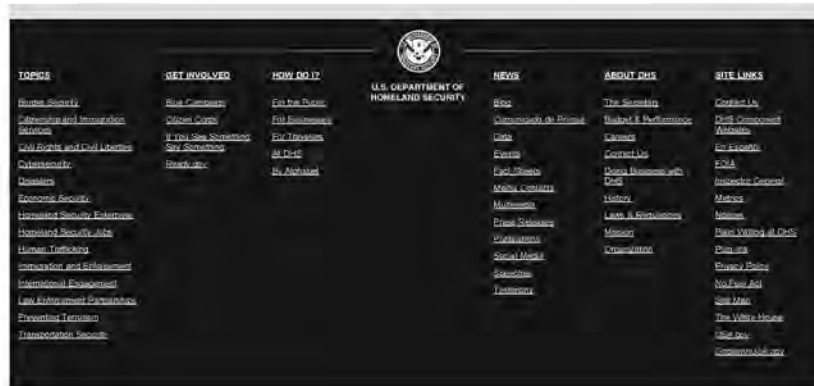 TOPICS
Border Security
Citizenship and Immigration
Services
Civil Rights and Civil Liberties
Cybersecurity
Disasters
Economic Security
Homeland Security Enterprise
Homeland Security Jobs
Human Trafficking
Immigration and Enforcement
International Engagement
Law Enforcement Partnerships
Preventing Terrorism
Transportation Security
GET INVOLVED
Blue Campaign
Citizen Corps
If You See Something
Say Something
Ready.gov
HOW DO I?
For the Public
For Businesses
For Travelers
At DHS
By Alphabet
U.S. DEPARTMENT OF
HOMELAND SECURITY
NEWS
Blog
Comunicado de Prensa
Data
Events
Fact Sheets
Media Contacts
Multimedia
Press Releases
Publications
Social Media
Speeches
Testimony
ABOUT DHS
The Secretary
Budget & Performance
Careers
Contact Us
Doing Business with
DHS
History
Laws & Regulations
Mission
Organization
SITE LINKS
Contact Us
DHS Component
Websites
En Español
FOIA
Inspector General
Metrics
Notices
Plain Writing at DHS
Plug-ins
Privacy Policy
No Fear Act
Site Map
The White House
USA.gov